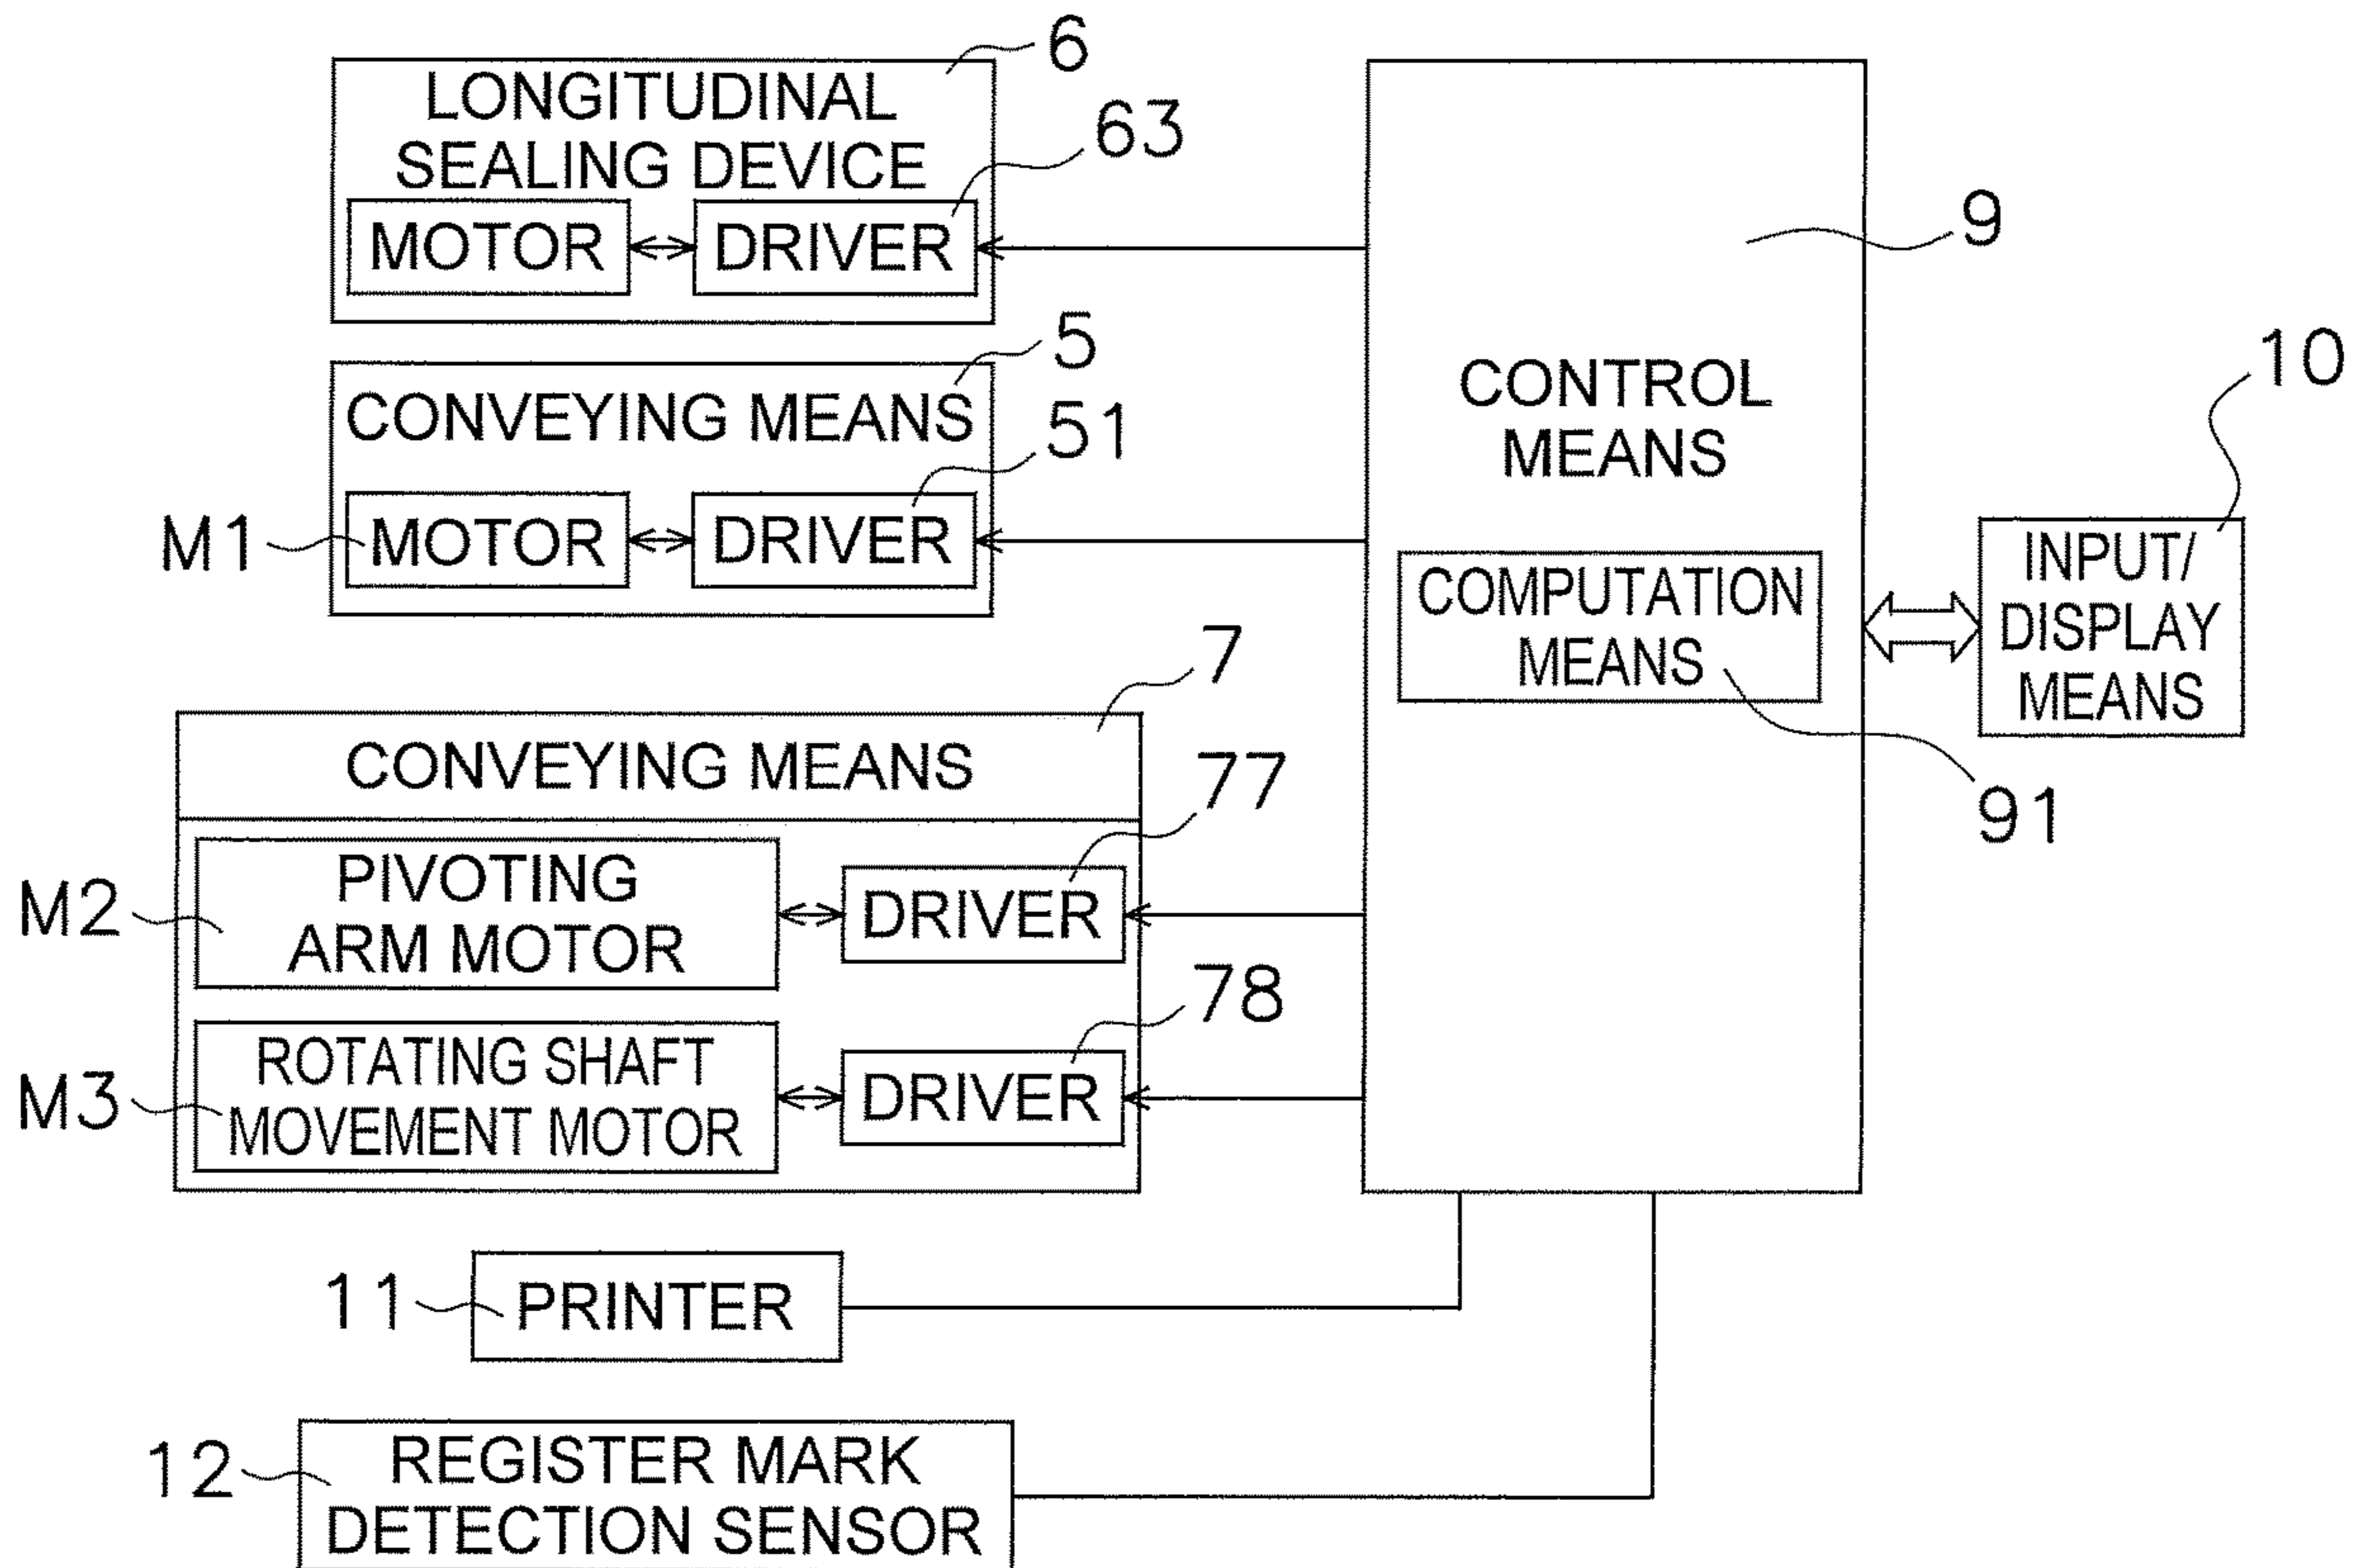 6
LONGITUDINAL
SEALING DEVICE
63
MOTOR
DRIVER
5
CONVEYING MEANS
51
M1
MOTOR
DRIVER
7
CONVEYING MEANS
77
M2
PIVOTING
ARM MOTOR
DRIVER
78
M3
ROTATING SHAFT
MOVEMENT MOTOR
DRIVER
9
CONTROL
MEANS
COMPUTATION
MEANS
91
10
INPUT/
DISPLAY
MEANS
11
PRINTER
12
REGISTER MARK
DETECTION SENSOR